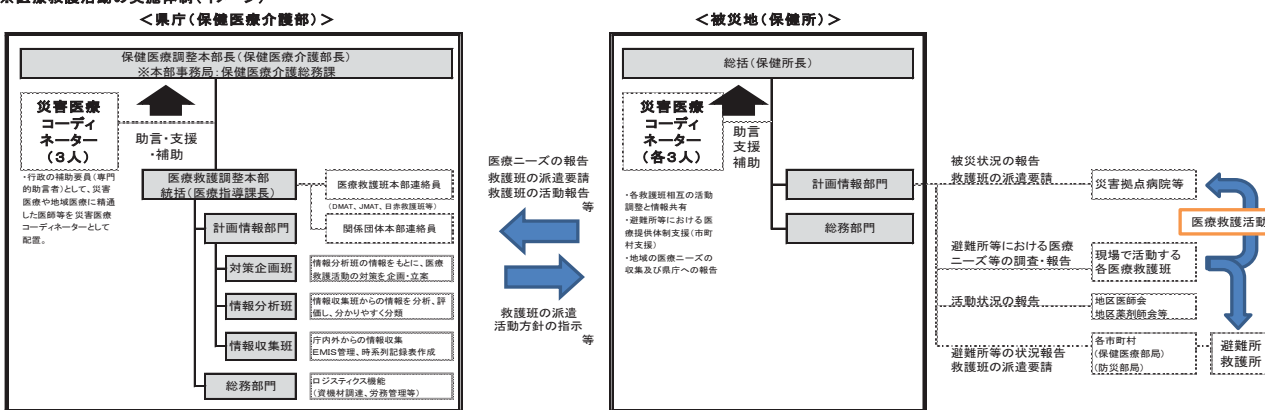 ※医療救護活動の実施体制(イメージ)
＜県庁(保健医療介護部)＞
保健医療調整本部長(保健医療介護部長)
※本部事務局:保健医療介護総務課
災害医療
コーディ
ネーター
(3人)
助言・支援
・補助
・行政の補助要員(専門
的助言者)として、災害
医療や地域医療に精通
した医師等を災害医療
コーディネーターとして
配置。
医療救護調整本部
統括(医療指導課長)
医療救護班本部連絡員
(DMAT、JMAT、日赤救護班等)
関係団体本部連絡員
計画情報部門
対策企画班
情報分析班の情報をもとに、医療
救護活動の対策を企画・立案
情報分析班
情報収集班からの情報を分析、評
価し、分かりやすく分類
情報収集班
庁内外からの情報収集
EMIS管理、時系列記録表作成
総務部門
ロジスティクス機能
(資機材調達、労務管理等)
医療ニーズの報告
救護班の派遣要請
救護班の活動報告
等
救護班の派遣
活動方針の指示
等
＜被災地(保健所)＞
総括(保健所長)
災害医療
コーディ
ネーター
(各3人)
助言
支援
補助
・各救護班相互の活動
調整と情報共有
・避難所等における医
療提供体制支援(市町
村支援)
・地域の医療ニーズの
収集及び県庁への報告
計画情報部門
総務部門
被災状況の報告
救護班の派遣要請
災害拠点病院等
医療救護活動
避難所等における医療
ニーズ等の調査・報告
現場で活動する
各医療救護班
活動状況の報告
地区医師会
地区薬剤師会等
避難所等の状況報告
救護班の派遣要請
各市町村
(保健医療部局)
(防災部局)
避難所
救護所